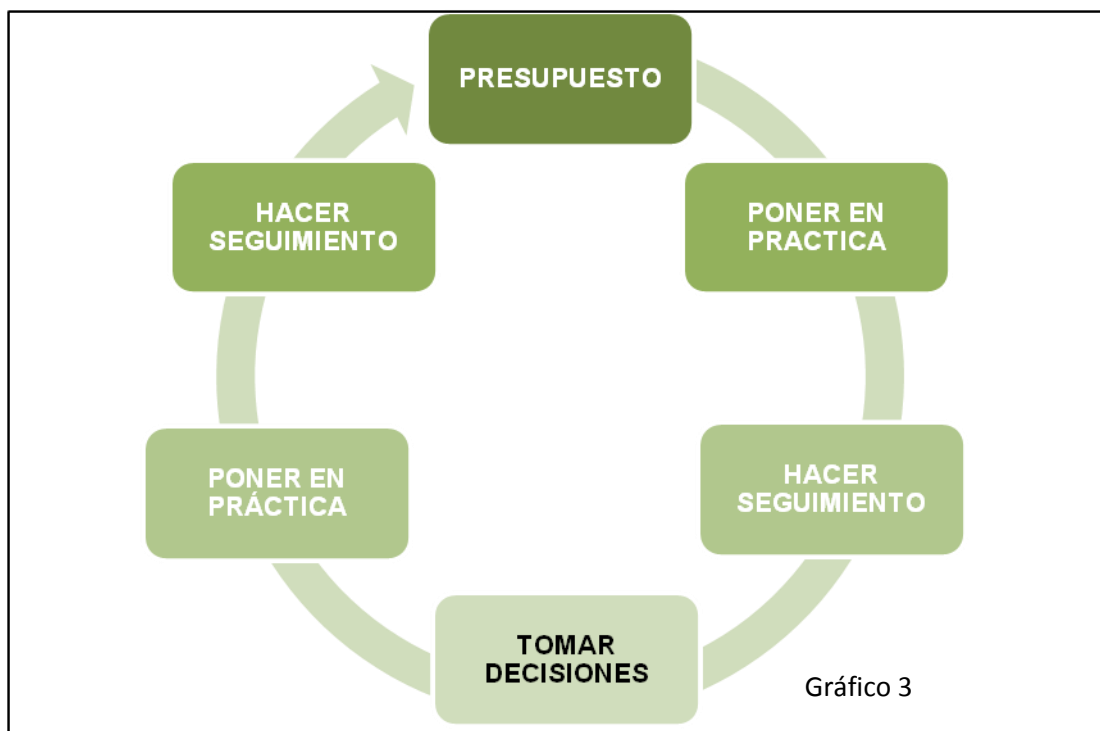 PRESUPUESTO
PONER EN
PRACTICA
HACER
SEGUIMIENTO
TOMAR
DECISIONES
PONER EN
PRÁCTICA
HACER
SEGUIMIENTO
Gráfico 3